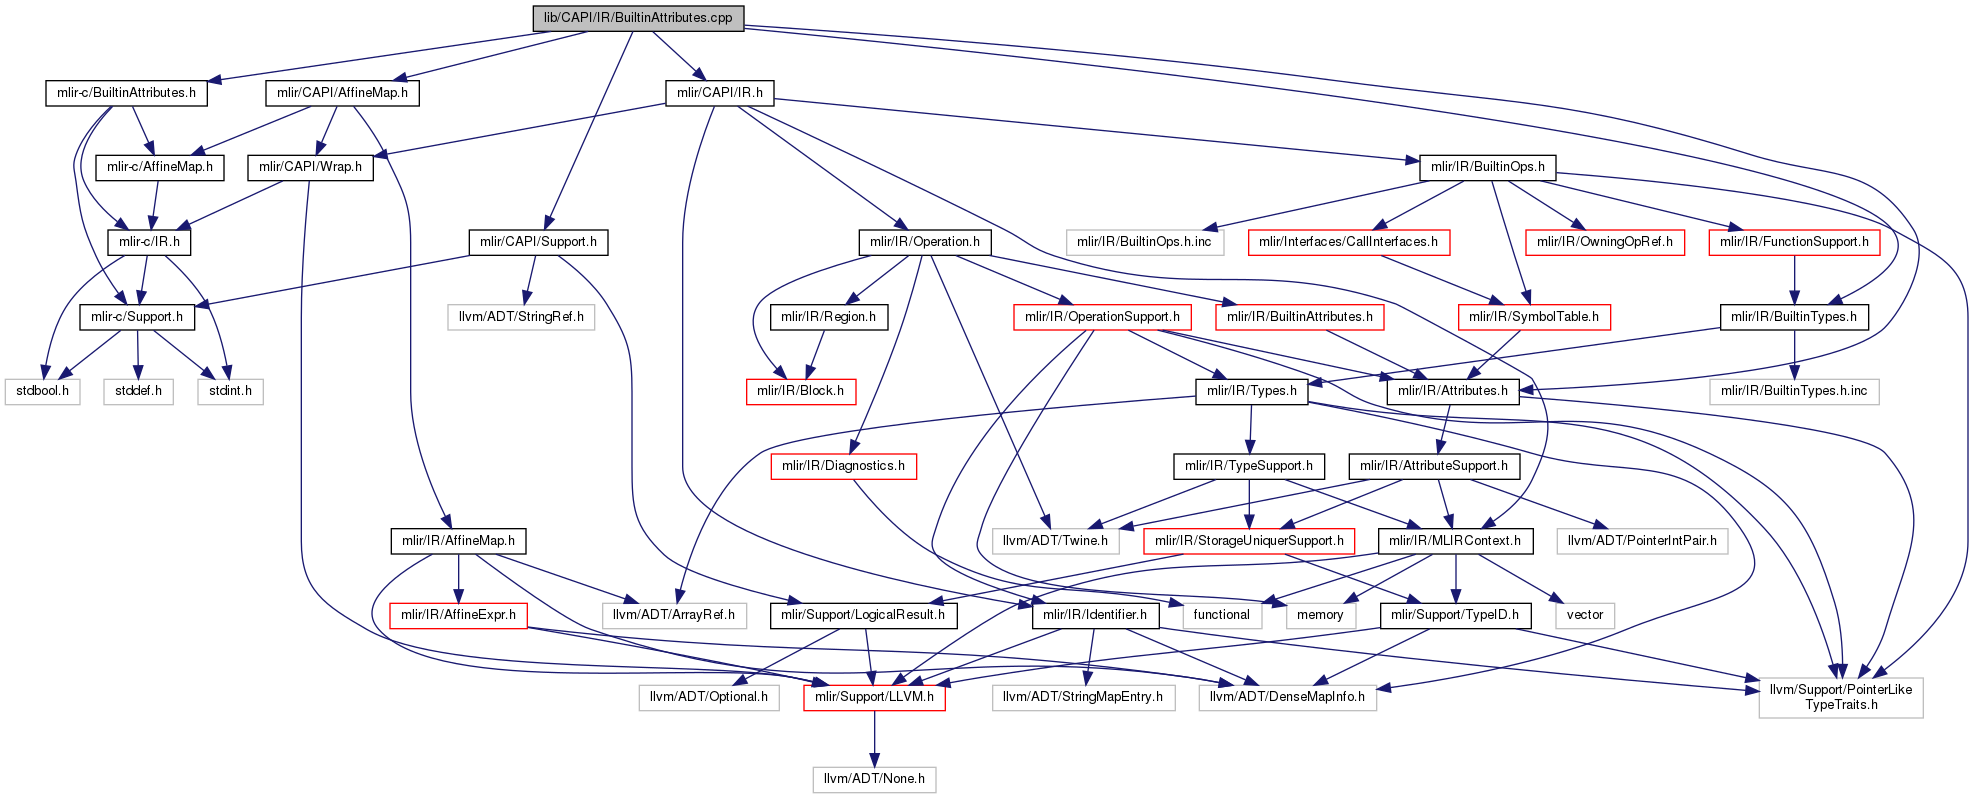 lib/CAPI/IR/BuiltinAttributes.cpp
mlir-c/BuiltinAttributes.h
mlir/CAPI/AffineMap.h
mlir/CAPI/IR.h
mlir-c/AffineMap.h
mlir/CAPI/Wrap.h
mlir/IR/BuiltinOps.h
mlir-c/IR.h
mlir/CAPI/Support.h
mlir/IR/Operation.h
mlir/IR/BuiltinOps.h.inc
mlir/Interfaces/CallInterfaces.h
mlir/IR/OwningOpRef.h
mlir/IR/FunctionSupport.h
mlir-c/Support.h
llvm/ADT/StringRef.h
mlir/IR/Region.h
mlir/IR/OperationSupport.h
mlir/IR/BuiltinAttributes.h
mlir/IR/SymbolTable.h
mlir/IR/BuiltinTypes.h
stdbool.h
stddef.h
stdint.h
mlir/IR/Block.h
mlir/IR/Types.h
mlir/IR/Attributes.h
mlir/IR/BuiltinTypes.h.inc
mlir/IR/Diagnostics.h
mlir/IR/TypeSupport.h
mlir/IR/AttributeSupport.h
mlir/IR/AffineMap.h
llvm/ADT/Twine.h
mlir/IR/StorageUniquerSupport.h
mlir/IR/MLIRContext.h
llvm/ADT/PointerIntPair.h
mlir/IR/AffineExpr.h
llvm/ADT/ArrayRef.h
mlir/Support/LogicalResult.h
mlir/IR/Identifier.h
functional
memory
mlir/Support/TypeID.h
vector
llvm/ADT/Optional.h
mlir/Support/LLVM.h
llvm/ADT/StringMapEntry.h
llvm/ADT/DenseMapInfo.h
llvm/Support/PointerLike
TypeTraits.h
llvm/ADT/None.h